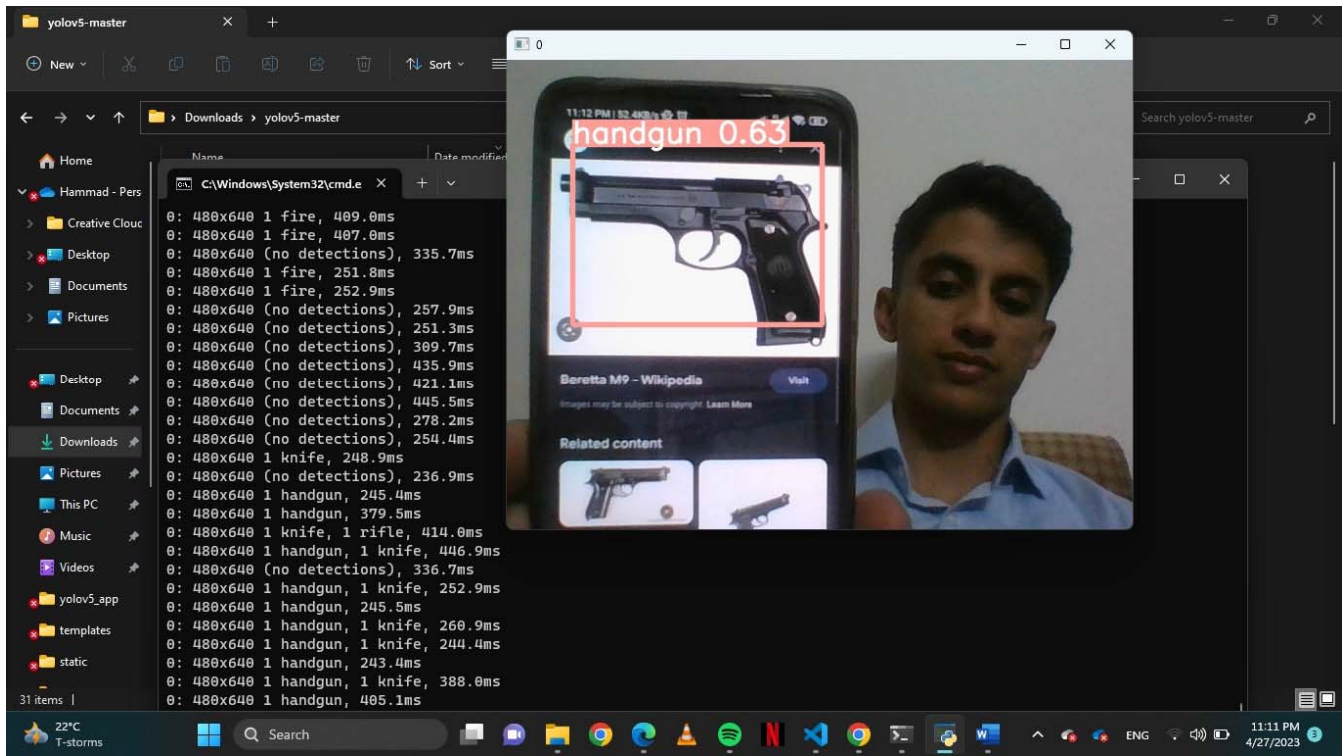 yolov5-master
New
Sort
Downloads > yolov5-master
Search yolov5-master
Home
Hammad - Pers
Creative Cloud
Desktop
Documents
Pictures
Desktop
Documents
Downloads
Pictures
This PC
Music
Videos
yolov5_app
templates
static
31 items
Name
Date modified
C:\Windows\System32\cmd.e
0: 480x640 1 fire, 409.0ms
0: 480x640 1 fire, 407.0ms
0: 480x640 (no detections), 335.7ms
0: 480x640 1 fire, 251.8ms
0: 480x640 1 fire, 252.9ms
0: 480x640 (no detections), 257.9ms
0: 480x640 (no detections), 251.3ms
0: 480x640 (no detections), 309.7ms
0: 480x640 (no detections), 435.9ms
0: 480x640 (no detections), 421.1ms
0: 480x640 (no detections), 445.5ms
0: 480x640 (no detections), 278.2ms
0: 480x640 (no detections), 254.4ms
0: 480x640 1 knife, 248.9ms
0: 480x640 (no detections), 236.9ms
0: 480x640 1 handgun, 245.4ms
0: 480x640 1 handgun, 379.5ms
0: 480x640 1 knife, 1 rifle, 414.0ms
0: 480x640 1 handgun, 1 knife, 446.9ms
0: 480x640 (no detections), 336.7ms
0: 480x640 1 handgun, 1 knife, 252.9ms
0: 480x640 1 handgun, 245.5ms
0: 480x640 1 handgun, 1 knife, 260.9ms
0: 480x640 1 handgun, 1 knife, 244.4ms
0: 480x640 1 handgun, 243.4ms
0: 480x640 1 handgun, 1 knife, 388.0ms
0: 480x640 1 handgun, 405.1ms
0
11:12 PM | 52.4KB/s
handgun 0.63
Beretta M9 - Wikipedia
Visit
Images may be subject to copyright. Learn More
Related content
22°C
T-storms
Search
ENG
11:11 PM
4/27/2023
3